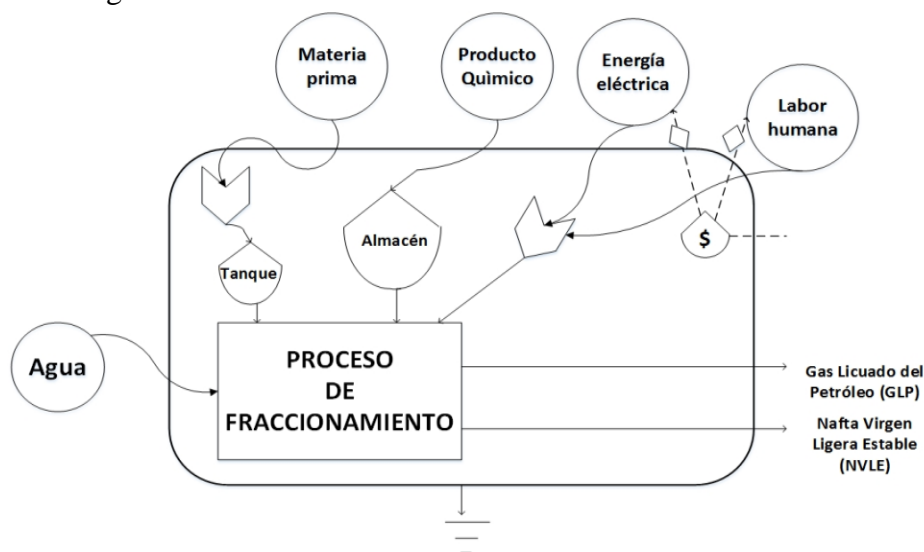 Materia
prima
Producto
Quìmico
Energía
eléctrica
Labor
humana
Almacén
$
Tanque
Agua
PROCESO
DE
FRACCIONAMIENTO
Gas Licuado del
Petróleo (GLP)
Nafta Virgen
Ligera Estable
(NVLE)